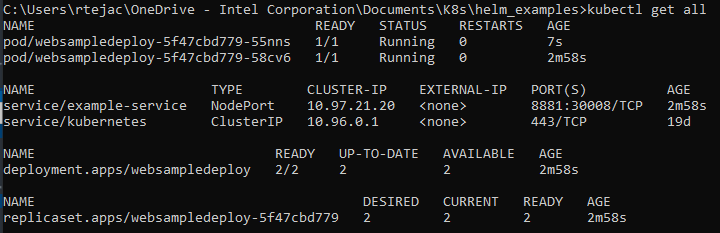 C:\Users\rtejac\OneDrive - Intel Corporation\Documents\K8s\helm_examples>kubectl get all
NAME READY STATUS RESTARTS AGE
pod/websampledeploy-5f47cbd779-55nns 1/1 Running 0 7s
pod/websampledeploy-5f47cbd779-58cv6 1/1 Running 0 2m58s
NAME TYPE CLUSTER-IP EXTERNAL-IP PORT(S) AGE
service/example-service NodePort 10.97.21.20 <none> 8881:30008/TCP 2m58s
service/kubernetes ClusterIP 10.96.0.1 <none> 443/TCP 19d
NAME READY UP-TO-DATE AVAILABLE AGE
deployment.apps/websampledeploy 2/2 2 2 2m58s
NAME DESIRED CURRENT READY AGE
replicaset.apps/websampledeploy-5f47cbd779 2 2 2 2m58s